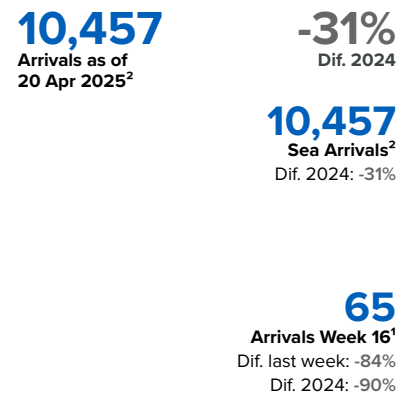 10,457
Arrivals as of
20 Apr 2025²
-31%
Dif. 2024
10,457
Sea Arrivals²
Dif. 2024: -31%
65
Arrivals Week 16¹
Dif. last week: -84%
Dif. 2024: -90%